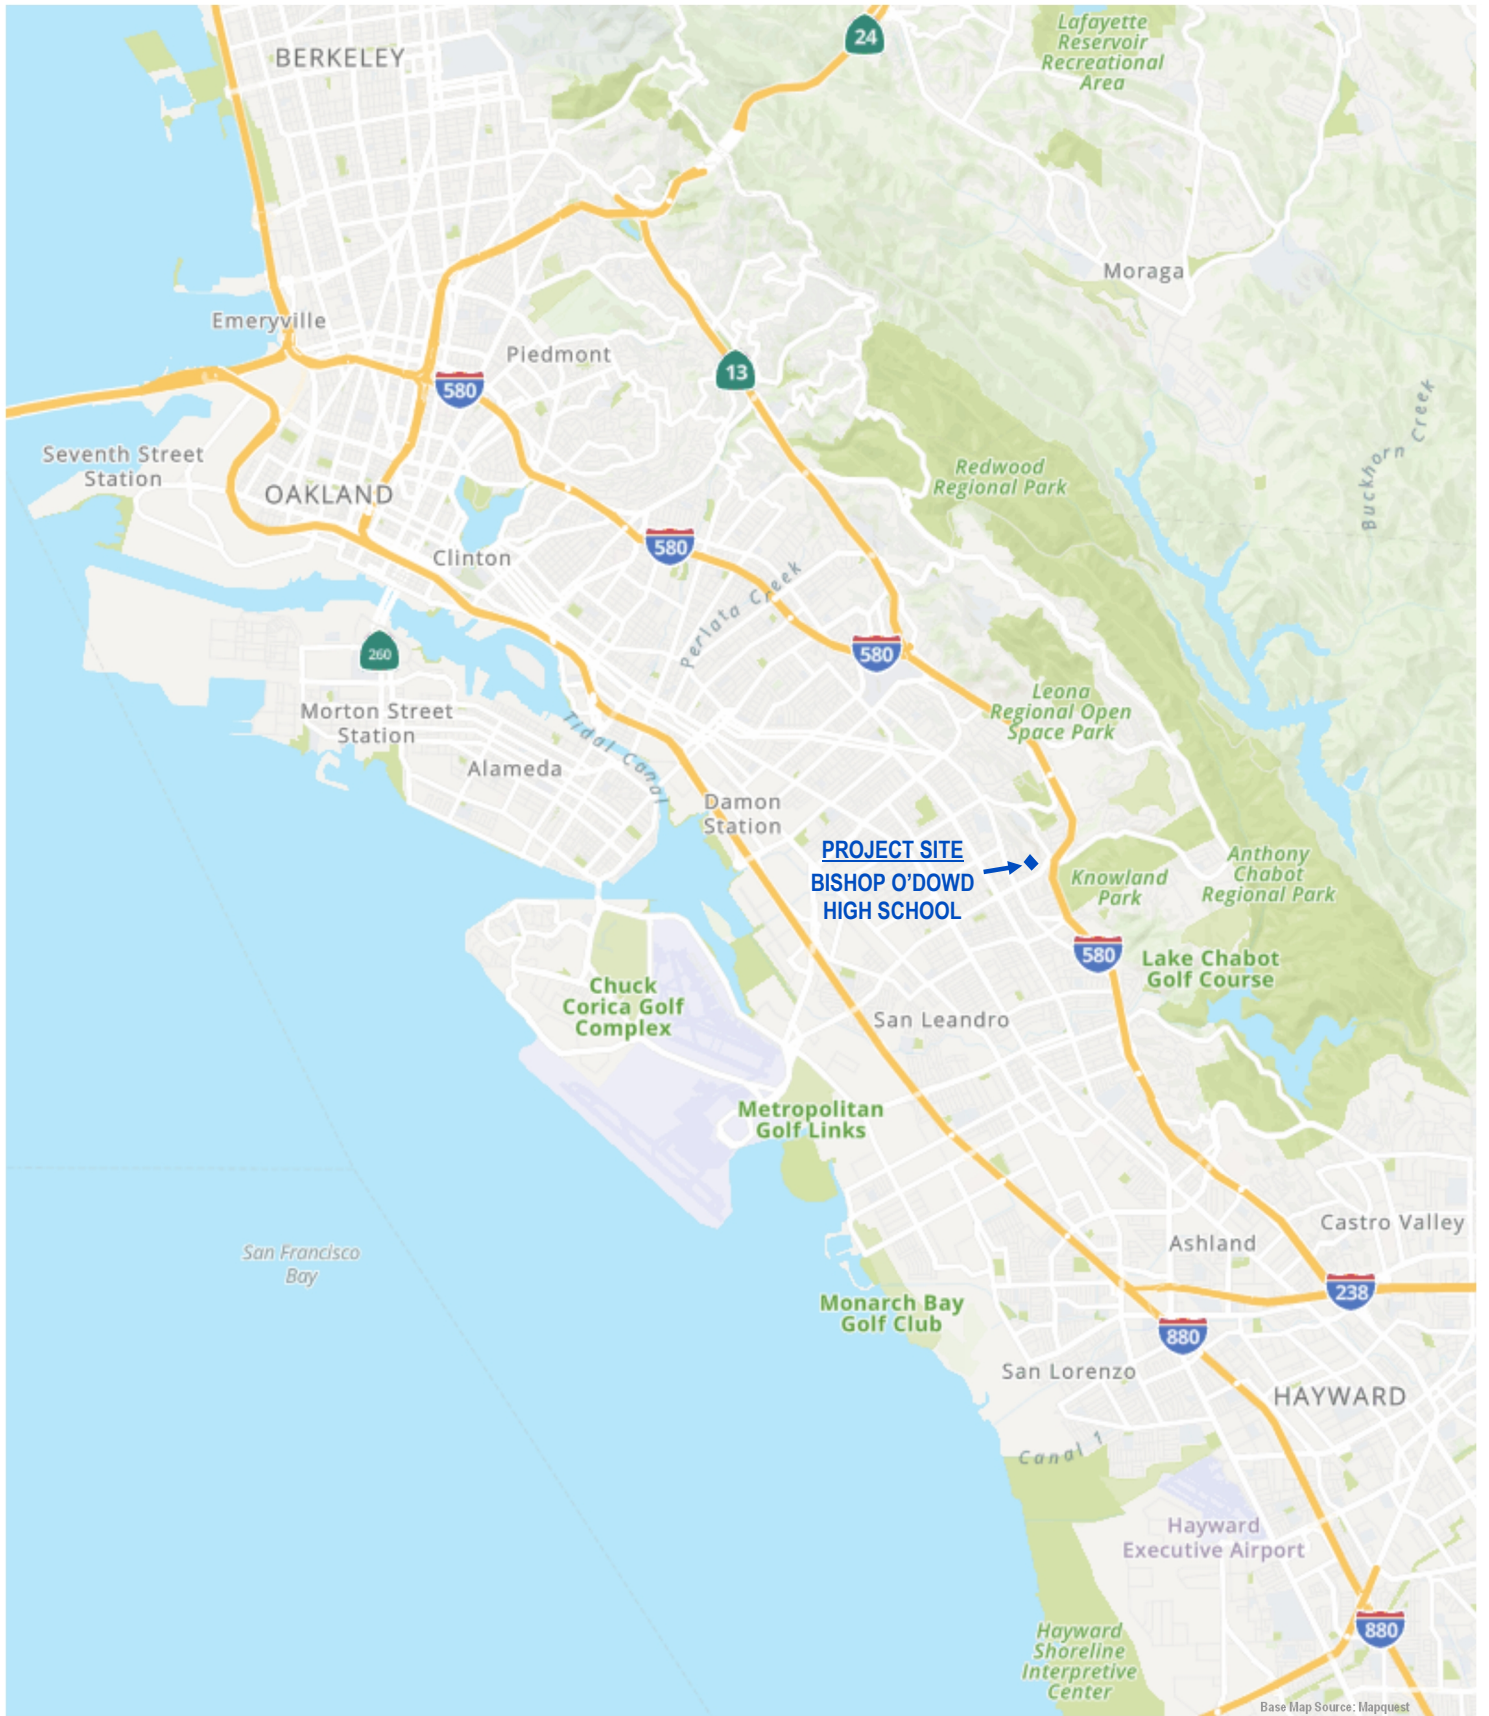 24
Lafayette
Reservoir
Recreational
Area
BERKELEY
Moraga
Emeryville
Piedmont
13
580
Buckhorn Creek
Seventh Street
Station
Redwood
Regional Park
OAKLAND
580
Clinton
Perlata Creek
260
580
Leona
Regional Open
Space Park
Morton Street
Station
Tidal Canal
Alameda
Damon
Station
PROJECT SITE
BISHOP O'DOWD
HIGH SCHOOL
Knowland
Park
Anthony
Chabot
Regional Park
580
Lake Chabot
Golf Course
Chuck
Corica Golf
Complex
San Leandro
Metropolitan
Golf Links
Castro Valley
Ashland
San Francisco
Bay
238
Monarch Bay
Golf Club
880
San Lorenzo
HAYWARD
Canal 1
Hayward
Executive Airport
880
Hayward
Shoreline
Interpretive
Center
Base Map Source: Mapquest